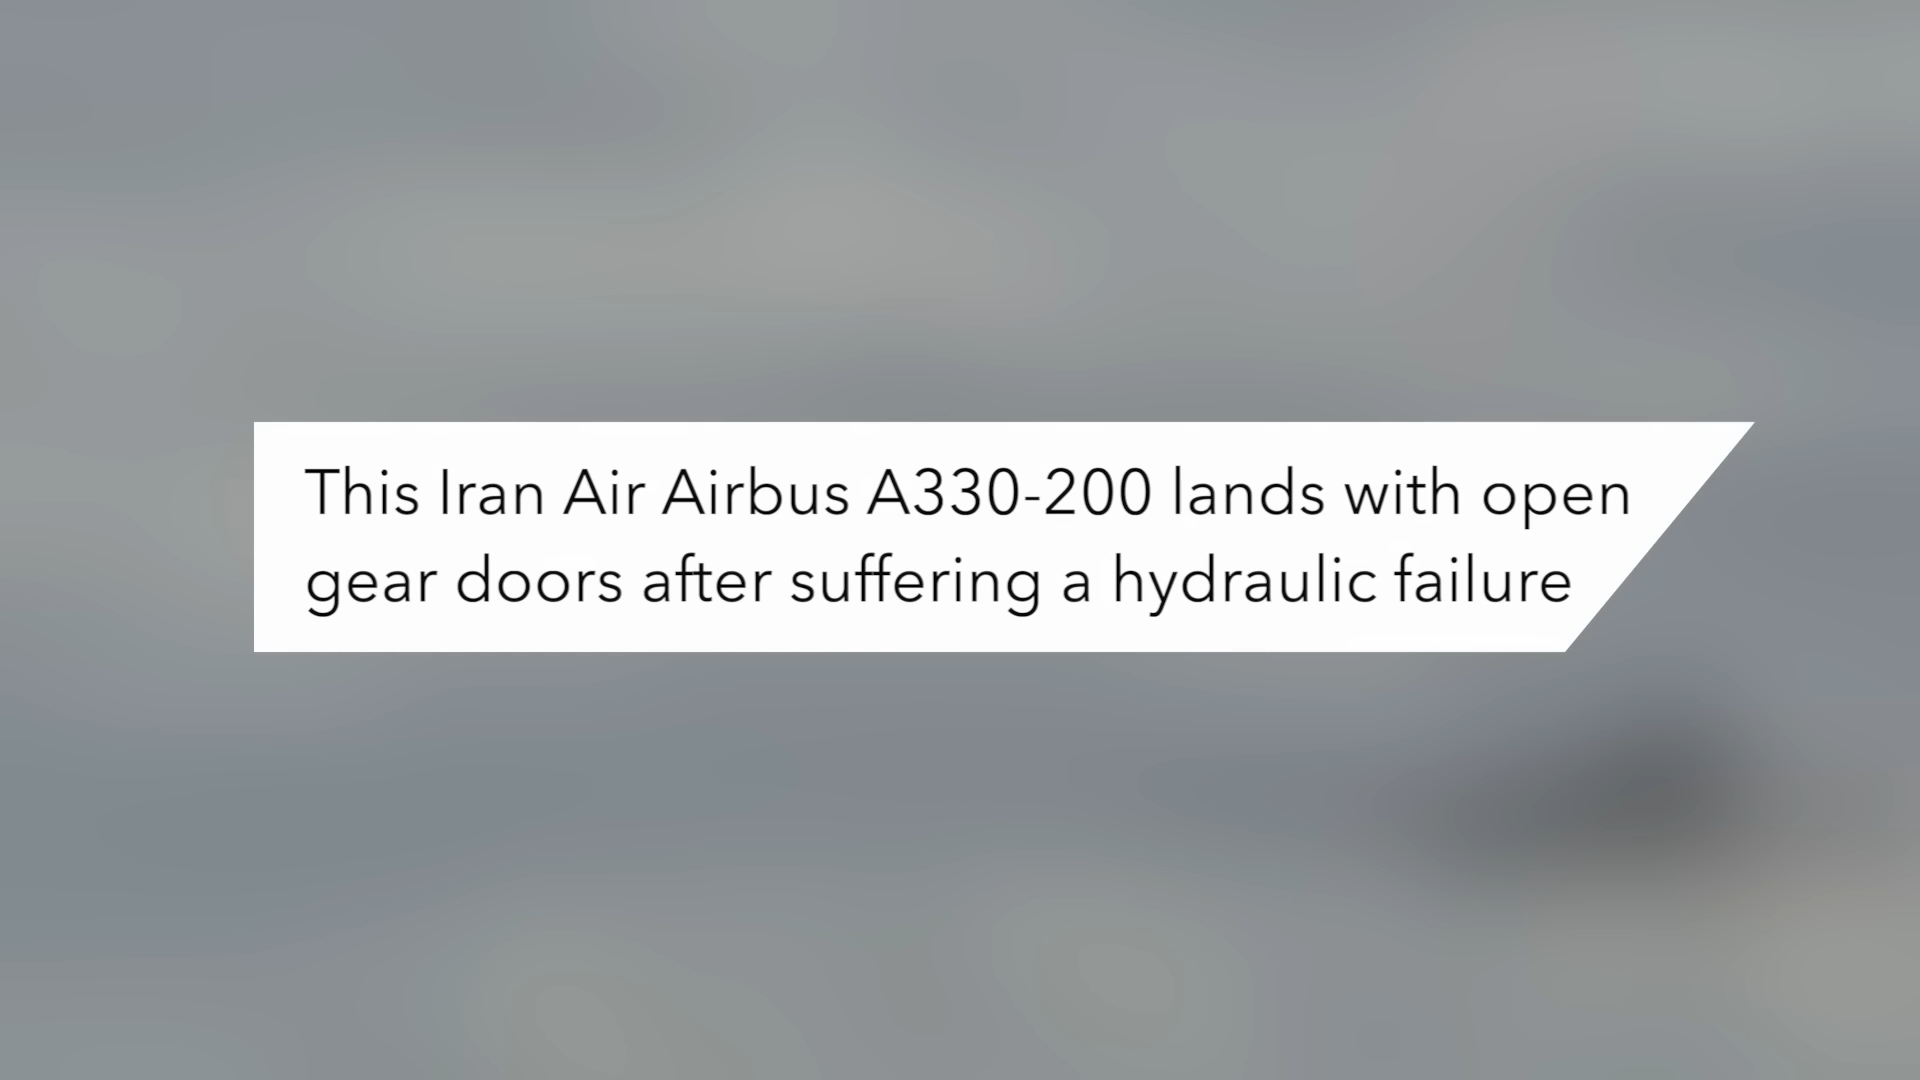 This Iran Air Airbus A330-200 lands with open
gear doors after suffering a hydraulic failure